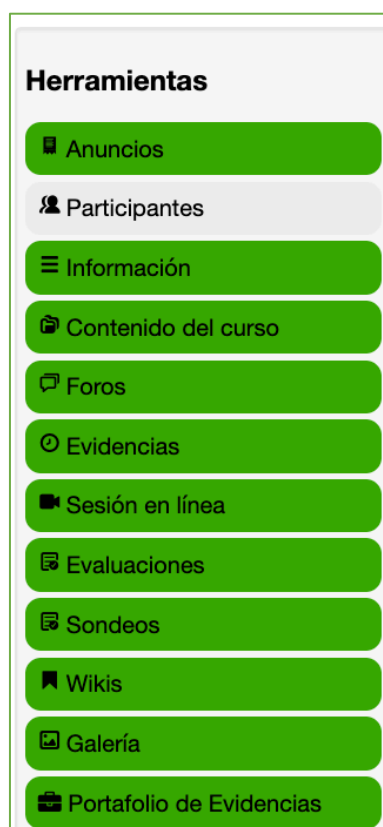 Herramientas
Anuncios
Participantes
Información
Contenido del curso
Foros
Evidencias
Sesión en línea
Evaluaciones
Sondeos
Wikis
Galería
Portafolio de Evidencias